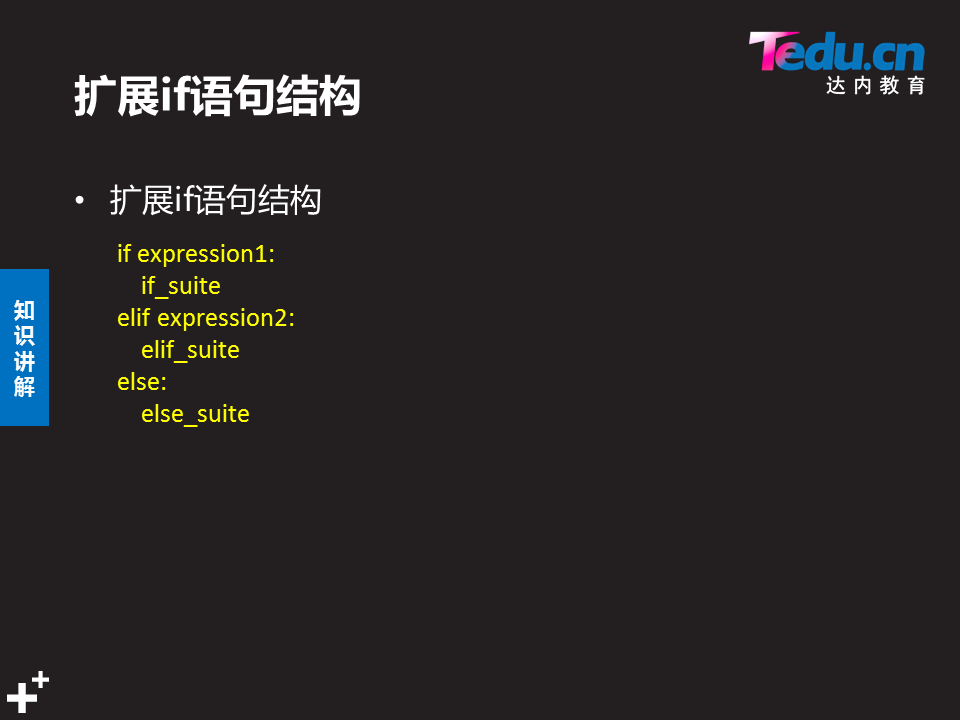 Tedu.cn
达内教育
扩展if语句结构
• 扩展if语句结构
if expression1:
    if_suite
elif expression2:
    elif_suite
else:
    else_suite
知识讲解